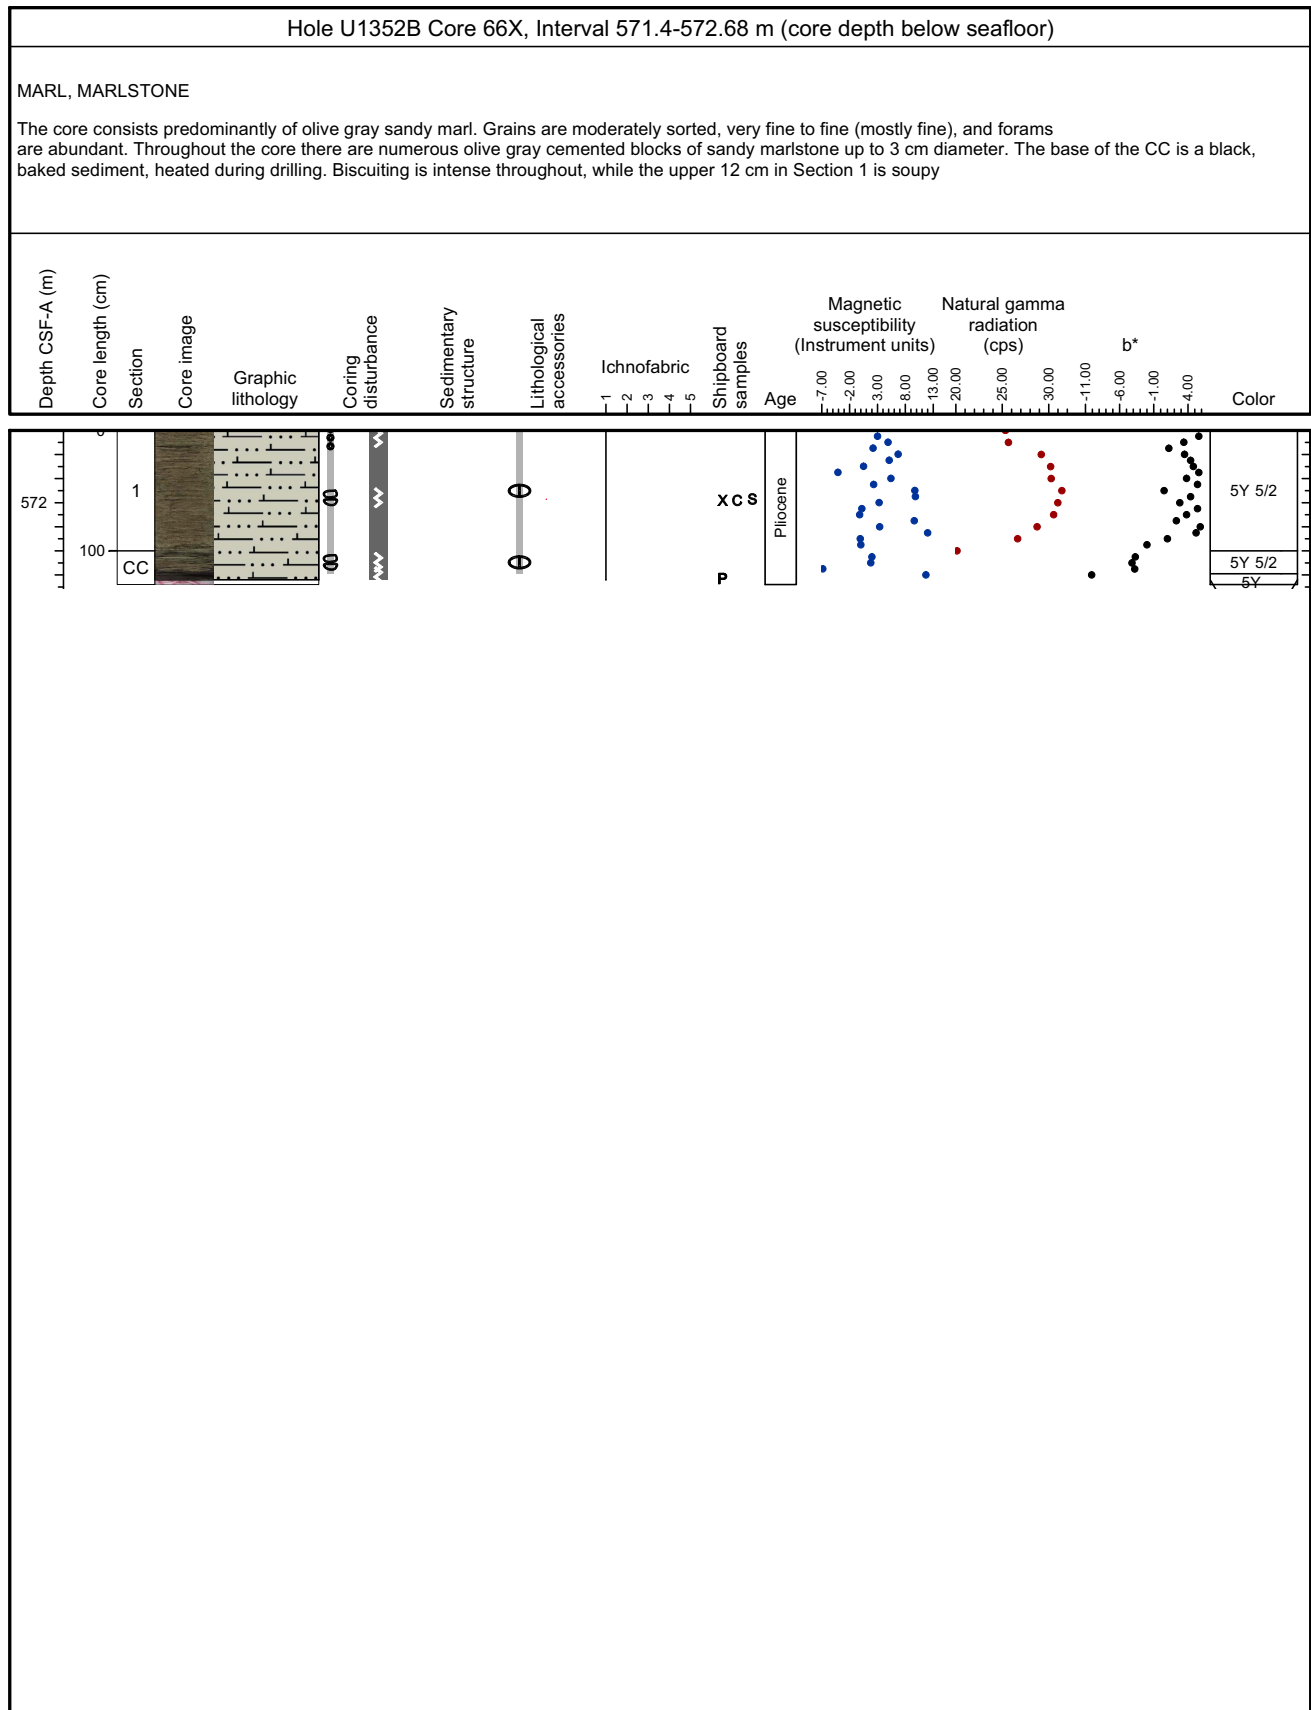 Hole U1352B Core 66X, Interval 571.4-572.68 m (core depth below seafloor)
MARL, MARLSTONE
The core consists predominantly of olive gray sandy marl. Grains are moderately sorted, very fine to fine (mostly fine), and forams
are abundant. Throughout the core there are numerous olive gray cemented blocks of sandy marlstone up to 3 cm diameter. The base of the CC is a black,
baked sediment, heated during drilling. Biscuiting is intense throughout, while the upper 12 cm in Section 1 is soupy
Depth CSF-A (m)
Core length (cm)
Section
Core image
Graphic
lithology
Coring
disturbance
Sedimentary
structure
Lithological
accessories
Ichnofabric
1 2 3 4 5
Shipboard
samples
Age
Magnetic
susceptibility
(Instrument units)
-7.00 -2.00 3.00 8.00 13.00
Natural gamma
radiation
(cps)
20.00 25.00 30.00
b*
-11.00 -6.00 -1.00 4.00
Color
0
572
100
1
CC
X C S
P
Pliocene
5Y 5/2
5Y 5/2
5Y